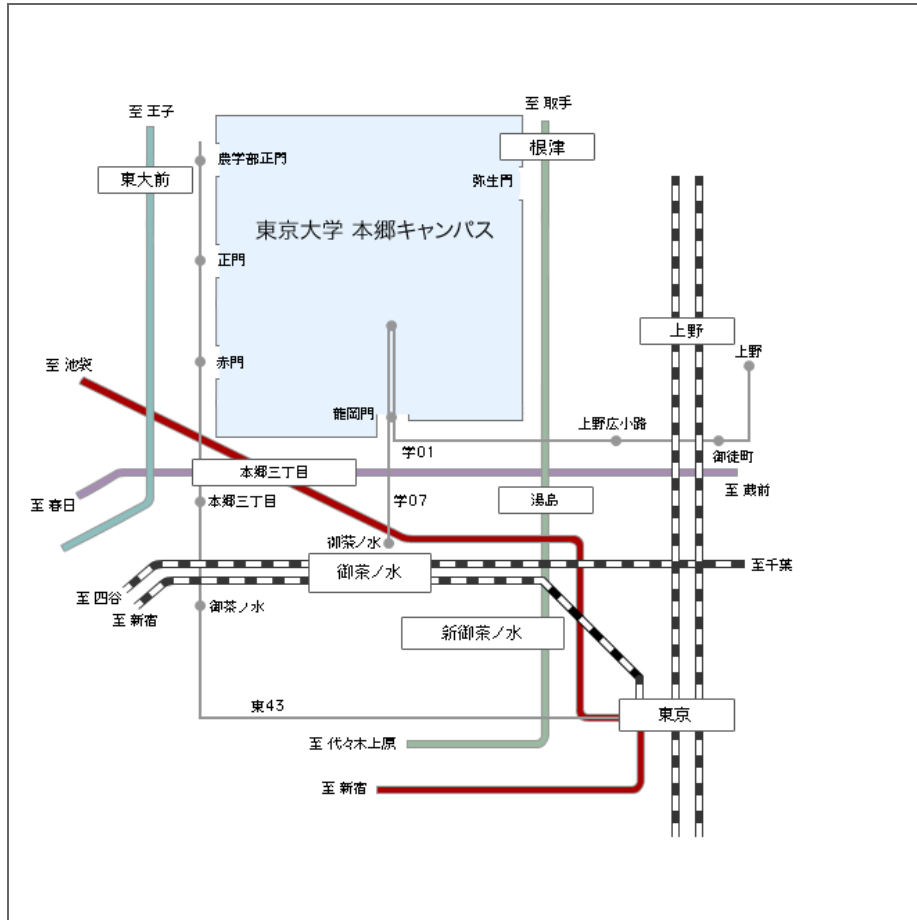 至 取手
至 王子
根津
農学部正門
東大前
弥生門
東京大学 本郷キャンパス
正門
上野
上野
至 池袋
赤門
龍岡門
上野広小路
学01
御徒町
本郷三丁目
至 蔵前
至 春日
本郷三丁目
学07
湯島
御茶ノ水
御茶ノ水
至千葉
至 四谷
至 新宿
御茶ノ水
新御茶ノ水
東43
東京
至 代々木上原
至 新宿